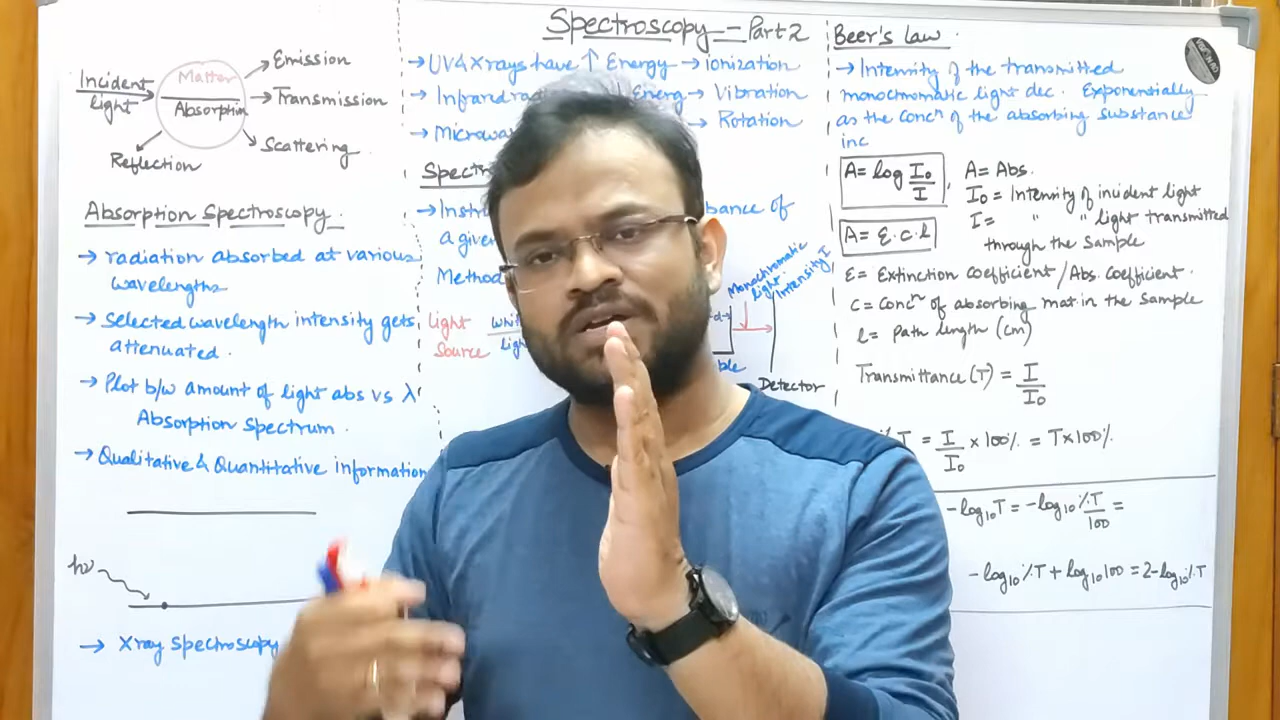 Spectroscopy – Part 2
Incident
light
Matter
Absorption
Emission
Transmission
Scattering
Reflection
Absorption Spectroscopy.
→ radiation absorbed at various
wavelengths
→ Selected wavelength intensity gets
attenuated.
→ Plot b/w amount of light abs vs λ
Absorption Spectrum.
→ Qualitative & Quantitative information
hν
→ Xray spectroscopy
→ UV & Xrays have ↑ Energy → ionization
→ Infrared Energ → Vibration
→ → Rotation
bance of
a given
Method
Light
Source
light
Monochromatic
light.
Intensity I
Detector
Beer's law.
→ Intensity of the transmitted
monochromatic light dec. Exponentially
as the concⁿ of the absorbing substance
inc
A = log I₀/I , A = Abs.
I₀ = Intensity of incident light
I = " " light transmitted
through the sample
A = ε.c.l
ε = Extinction coefficient / Abs. coefficient.
c = concⁿ of absorbing mat in the sample
l = path length (cm)
Transmittance (T) = I/I₀
%T = I/I₀ × 100% = T×100%.
-log₁₀T = -log₁₀ %T/100 =
-log₁₀%T + log₁₀100 = 2-log₁₀%T